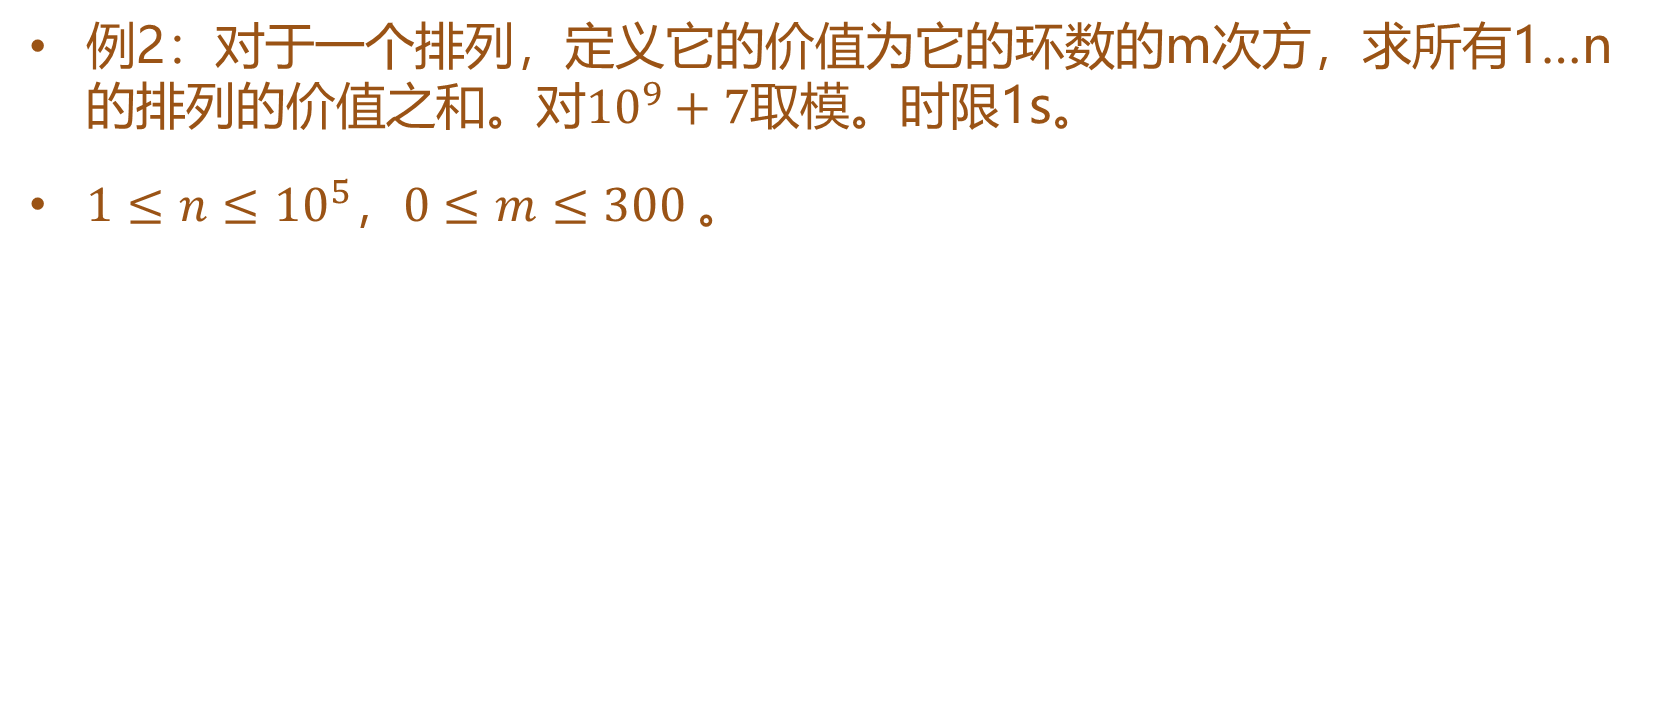 • 例2：对于一个排列，定义它的价值为它的环数的m次方，求所有1…n
的排列的价值之和。对10⁹ + 7取模。时限1s。
• 1 ≤ n ≤ 10⁵，0 ≤ m ≤ 300 。